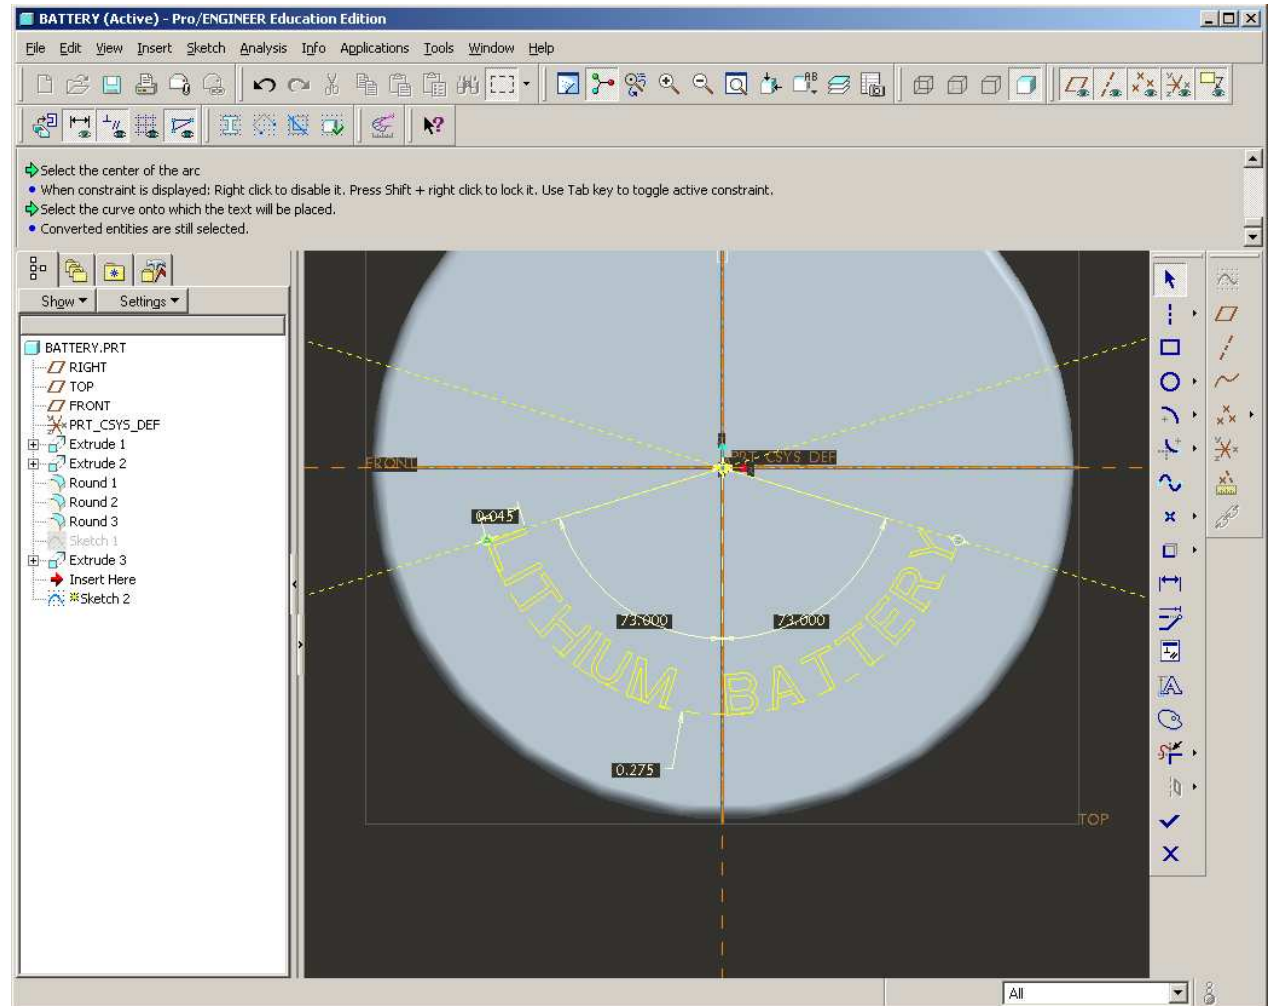 BATTERY (Active) - Pro/ENGINEER Education Edition
File Edit View Insert Sketch Analysis Info Applications Tools Window Help
Select the center of the arc
When constraint is displayed: Right click to disable it. Press Shift + right click to lock it. Use Tab key to toggle active constraint.
Select the curve onto which the text will be placed.
Converted entities are still selected.
Show Settings
BATTERY.PRT
RIGHT
TOP
FRONT
PRT_CSYS_DEF
Extrude 1
Extrude 2
Round 1
Round 2
Round 3
Sketch 1
Extrude 3
Insert Here
Sketch 2
FRONT
PRT_CSYS_DEF
0.045
73.000 73.000
LITHIUM BATTERY
0.275
TOP
All